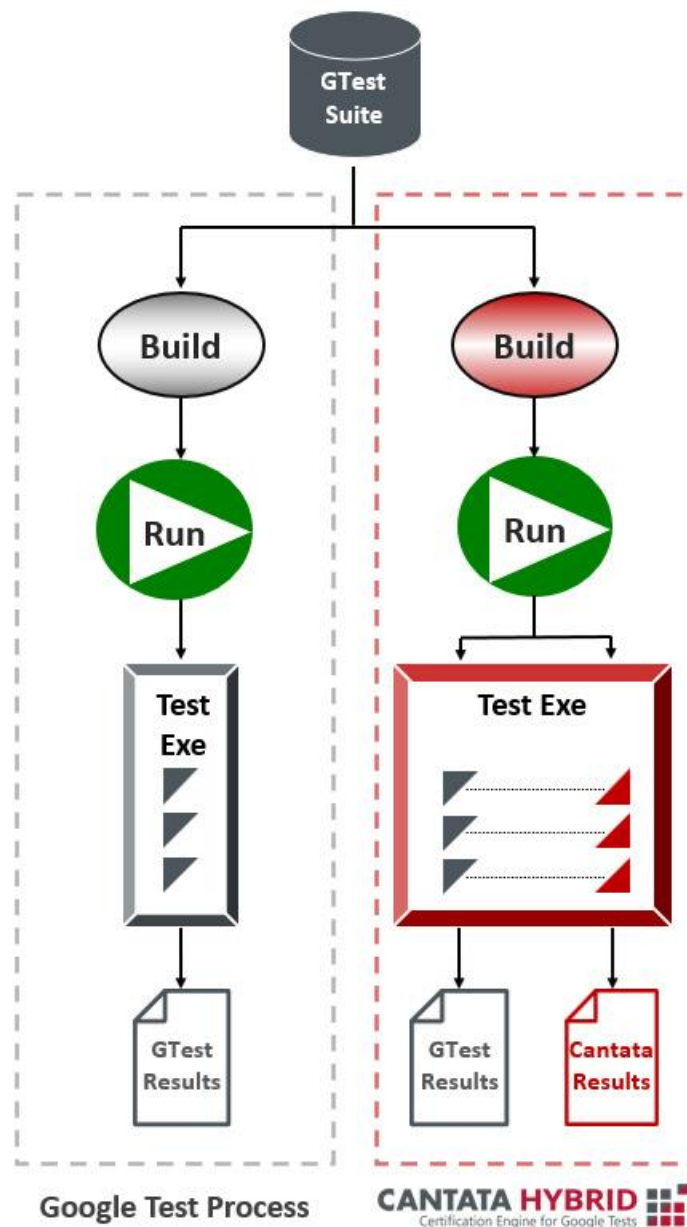 GTest
Suite
Build
Build
Run
Run
Test
Exe
Test Exe
GTest
Results
GTest
Results
Cantata
Results
Google Test Process
CANTATA HYBRID
Certification Engine for Google Tests